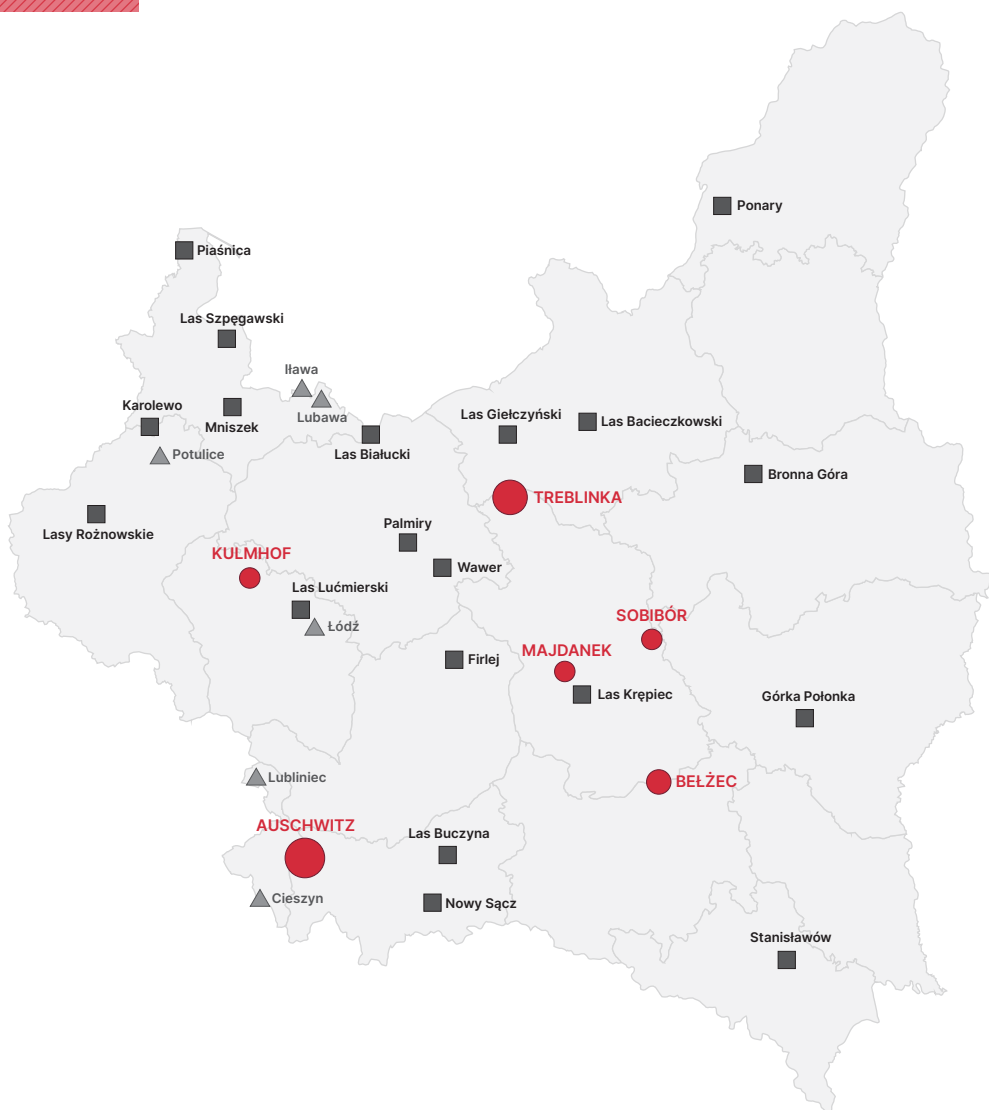 Ponary
Piaśnica
Las Szpęgawski
Iława
Lubawa
Karolewo
Mniszek
Las Giełczyński
Las Bacieczkowski
Las Białucki
Potulice
Bronna Góra
TREBLINKA
Lasy Rożnowskie
Palmiry
KULMHOF
Wawer
Las Lućmierski
SOBIBÓR
Łódź
MAJDANEK
Firlej
Las Krępiec
Górka Połonka
Lubliniec
BEŁŻEC
AUSCHWITZ
Las Buczyna
Cieszyn
Nowy Sącz
Stanisławów